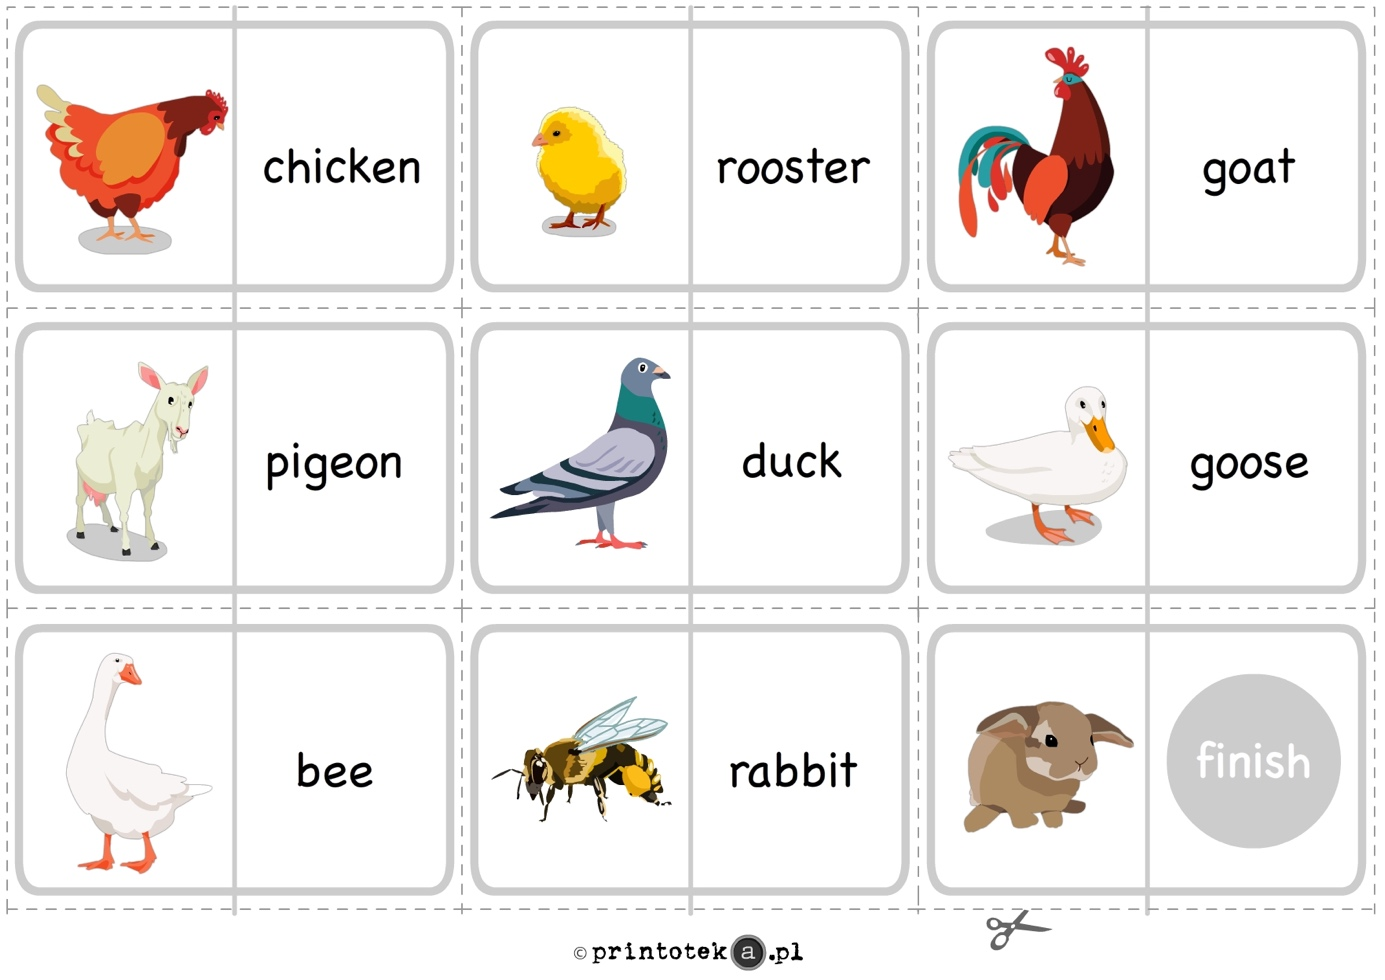 chicken
rooster
goat
pigeon
duck
goose
bee
rabbit
finish
© printoteka.pl